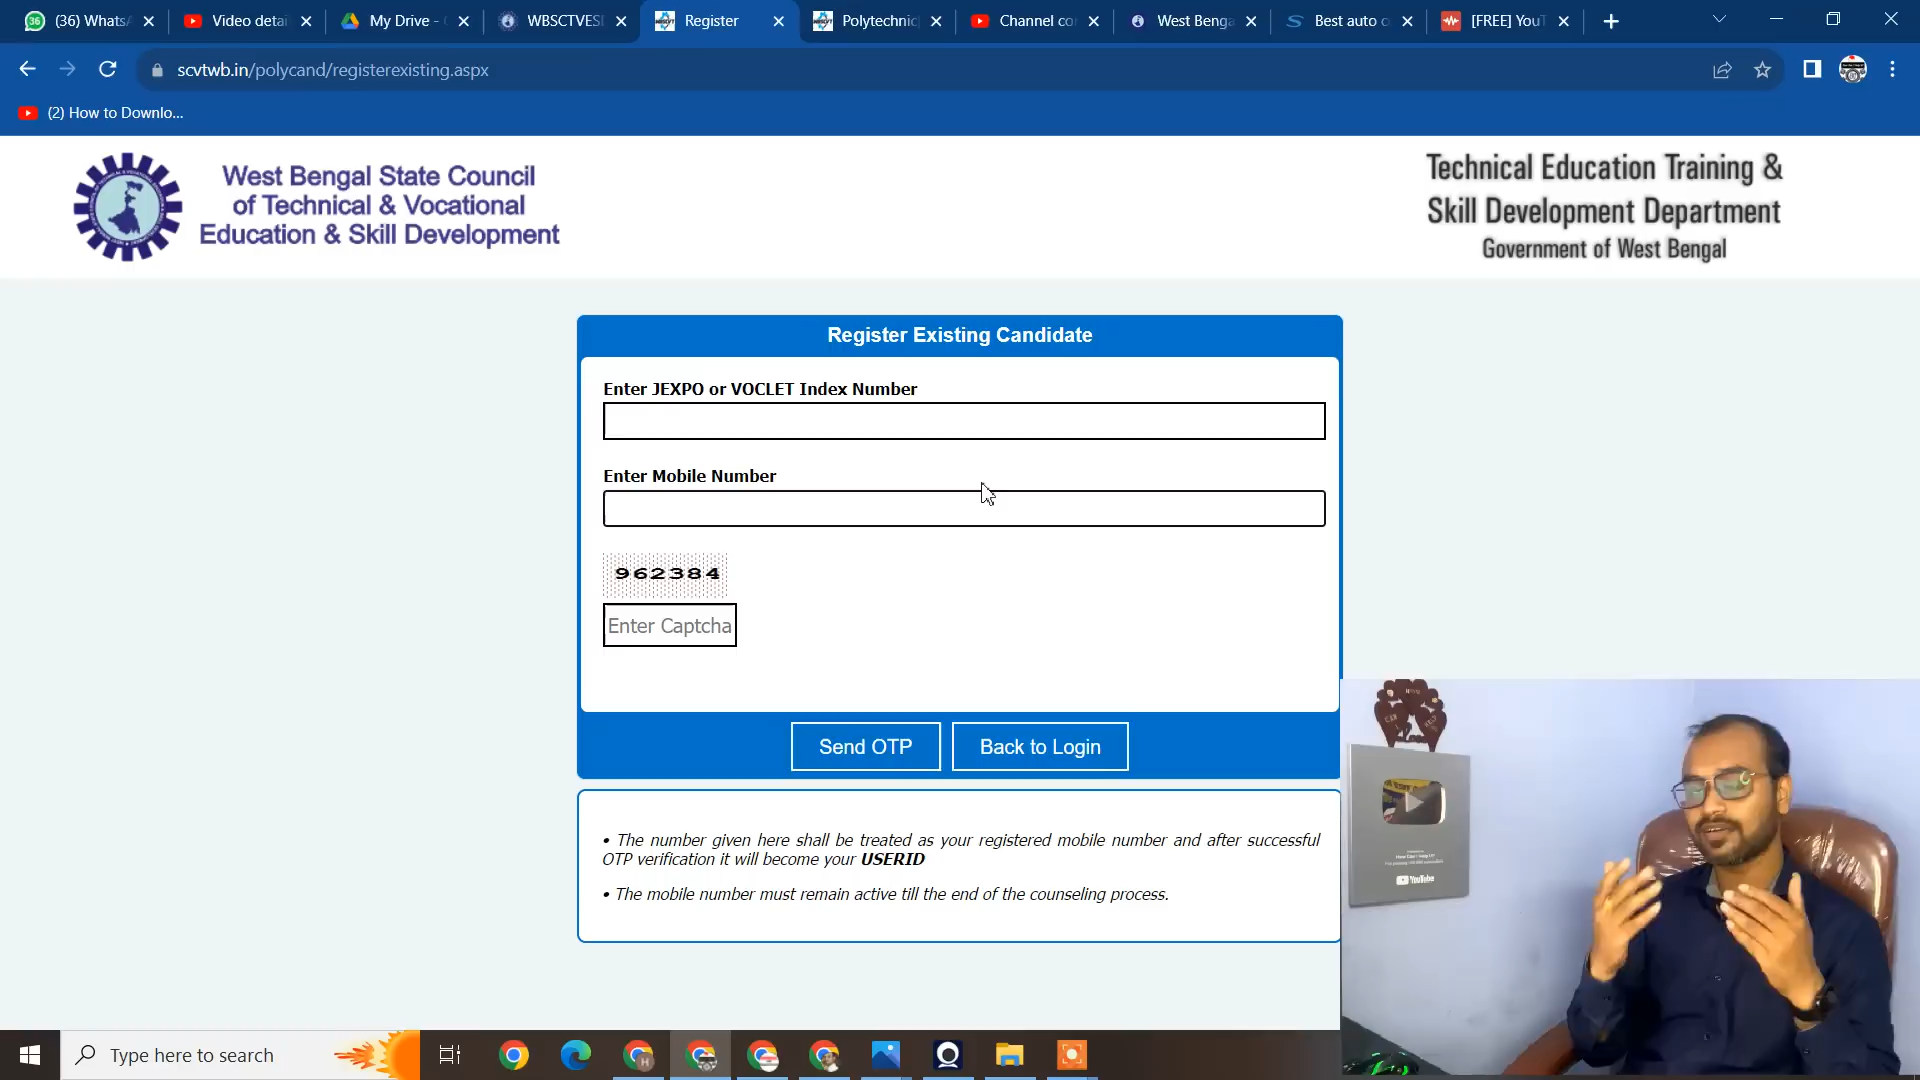 (36) Whats
Video detai
My Drive -
WBSCTVES
Register
Polytechnic
Channel co
West Benga
Best auto c
[FREE] You
scvtwb.in/polycand/registerexisting.aspx
(2) How to Downlo...
West Bengal State Council
of Technical & Vocational
Education & Skill Development
Technical Education Training &
Skill Development Department
Government of West Bengal
Register Existing Candidate
Enter JEXPO or VOCLET Index Number
Enter Mobile Number
962384
Enter Captcha
Send OTP
Back to Login
• The number given here shall be treated as your registered mobile number and after successful
OTP verification it will become your USERID
• The mobile number must remain active till the end of the counseling process.
YouTube
Type here to search